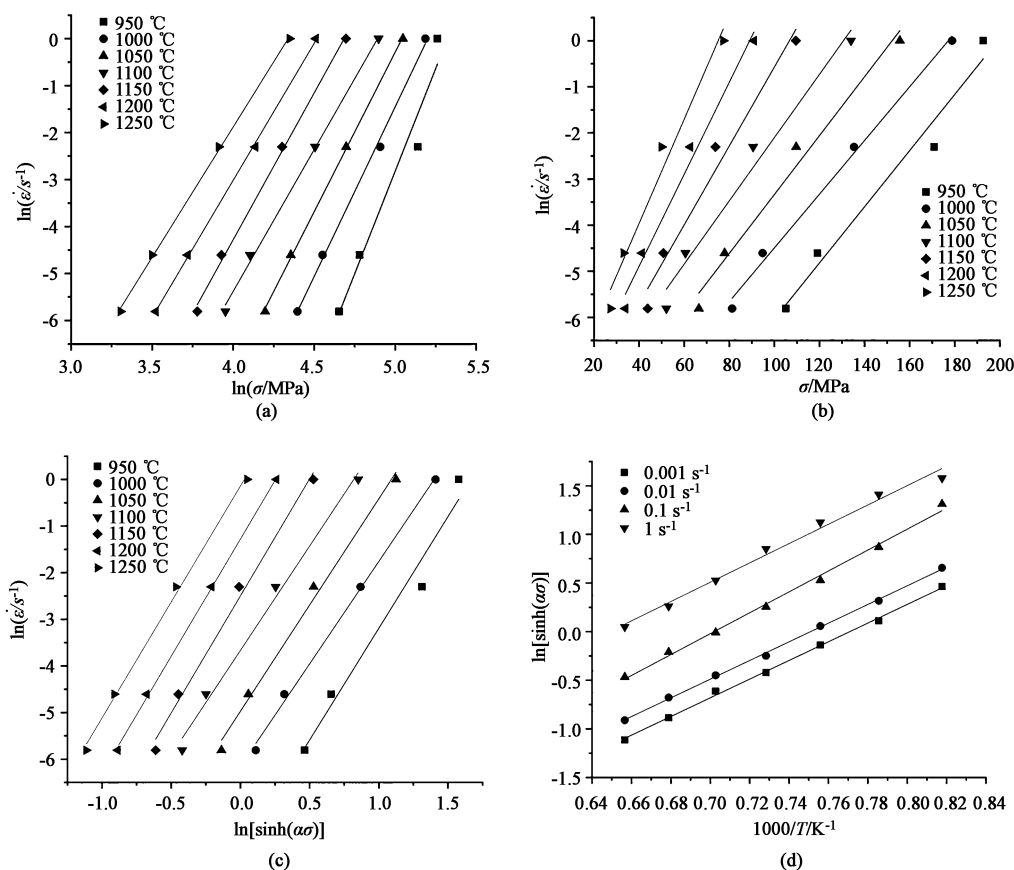 950 ℃
1000 ℃
1050 ℃
1100 ℃
1150 ℃
1200 ℃
1250 ℃
0
-1
-2
-3
-4
-5
-6
ln(ε̇/s⁻¹)
3.0 3.5 4.0 4.5 5.0 5.5
ln(σ/MPa)
(a)
0
-1
-2
-3
-4
-5
-6
ln(ε̇/s⁻¹)
950 ℃
1000 ℃
1050 ℃
1100 ℃
1150 ℃
1200 ℃
1250 ℃
20 40 60 80 100 120 140 160 180 200
σ/MPa
(b)
950 ℃
1000 ℃
1050 ℃
1100 ℃
1150 ℃
1200 ℃
1250 ℃
0
-1
-2
-3
-4
-5
-6
ln(ε̇/s⁻¹)
-1.0 -0.5 0.0 0.5 1.0 1.5
ln[sinh(ασ)]
(c)
0.001 s⁻¹
0.01 s⁻¹
0.1 s⁻¹
1 s⁻¹
1.5
1.0
0.5
0.0
-0.5
-1.0
-1.5
ln[sinh(ασ)]
0.64 0.66 0.68 0.70 0.72 0.74 0.76 0.78 0.80 0.82 0.84
1000/T/K⁻¹
(d)